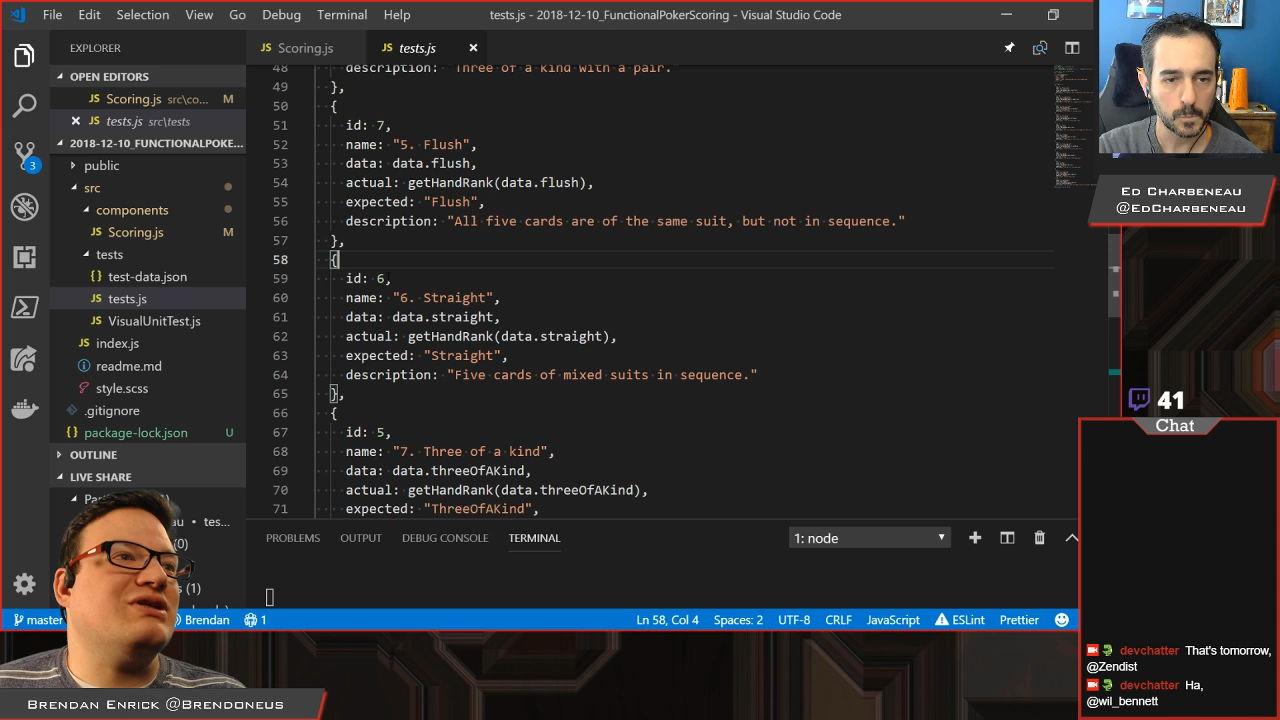 File Edit Selection View Go Debug Terminal Help
tests.js - 2018-12-10_FunctionalPokerScoring - Visual Studio Code
EXPLORER
OPEN EDITORS
Scoring.js src\co... M
tests.js src\tests
2018-12-10_FUNCTIONALPOKE...
public
src
components
Scoring.js M
tests
test-data.json
tests.js
VisualUnitTest.js
index.js
readme.md
style.scss
.gitignore
package-lock.json U
OUTLINE
LIVE SHARE
3
Scoring.js
tests.js
48 description: "Three of a kind with a pair."
49 },
50 {
51 id: 7,
52 name: "5. Flush",
53 data: data.flush,
54 actual: getHandRank(data.flush),
55 expected: "Flush",
56 description: "All five cards are of the same suit, but not in sequence."
57 },
58 {
59 id: 6,
60 name: "6. Straight",
61 data: data.straight,
62 actual: getHandRank(data.straight),
63 expected: "Straight",
64 description: "Five cards of mixed suits in sequence."
65 },
66 {
67 id: 5,
68 name: "7. Three of a kind",
69 data: data.threeOfAKind,
70 actual: getHandRank(data.threeOfAKind),
71 expected: "ThreeOfAKind",
PROBLEMS OUTPUT DEBUG CONSOLE TERMINAL
1: node
master
Brendan
1
Ln 58, Col 4 Spaces: 2 UTF-8 CRLF JavaScript ESLint Prettier
Ed Charbeneau
@EdCharbeneau
41
Chat
devchatter That's tomorrow,
@Zendist
devchatter Ha,
@wil_bennett
Brendan Enrick @Brendoneus